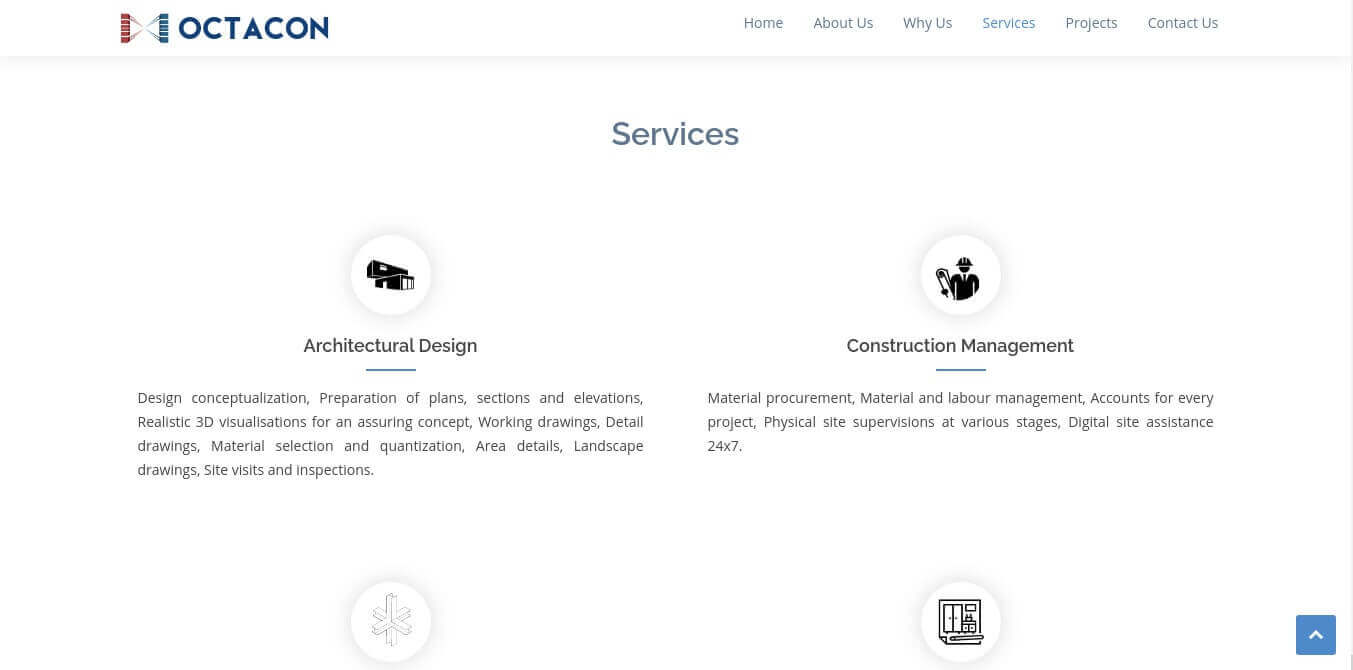 OCTACON
Home About Us Why Us Services Projects Contact Us
Services
Architectural Design
Design conceptualization, Preparation of plans, sections and elevations,
Realistic 3D visualisations for an assuring concept, Working drawings, Detail
drawings, Material selection and quantization, Area details, Landscape
drawings, Site visits and inspections.
Construction Management
Material procurement, Material and labour management, Accounts for every
project, Physical site supervisions at various stages, Digital site assistance
24x7.